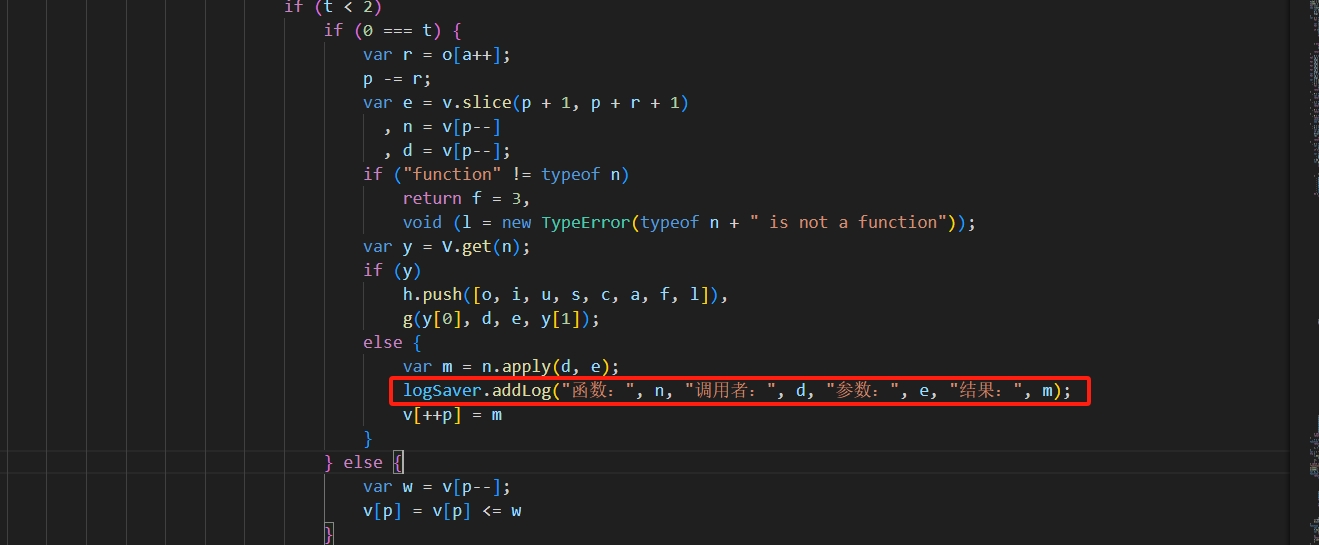 if (t < 2)
if (0 === t) {
var r = o[a++];
p -= r;
var e = v.slice(p + 1, p + r + 1)
, n = v[p--]
, d = v[p--];
if ("function" != typeof n)
return f = 3,
void (l = new TypeError(typeof n + " is not a function"));
var y = V.get(n);
if (y)
h.push([o, i, u, s, c, a, f, l]),
g(y[0], d, e, y[1]);
else {
var m = n.apply(d, e);
logSaver.addLog("函数：", n, "调用者：", d, "参数：", e, "结果：", m);
v[++p] = m
}
} else {
var w = v[p--];
v[p] = v[p] <= w
}